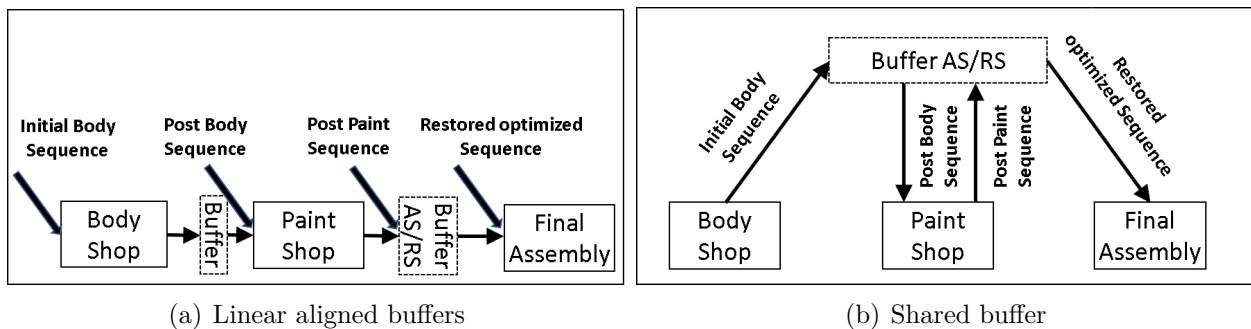 Initial Body
Sequence
Post Body
Sequence
Post Paint
Sequence
Restored optimized
Sequence
Body
Shop
Buffer
Paint
Shop
Buffer
AS/RS
Final
Assembly
(a) Linear aligned buffers
Buffer AS/RS
Initial Body
Sequence
Post Body
Sequence
Post Paint
Sequence
Restored
optimized Sequence
Body
Shop
Paint
Shop
Final
Assembly
(b) Shared buffer